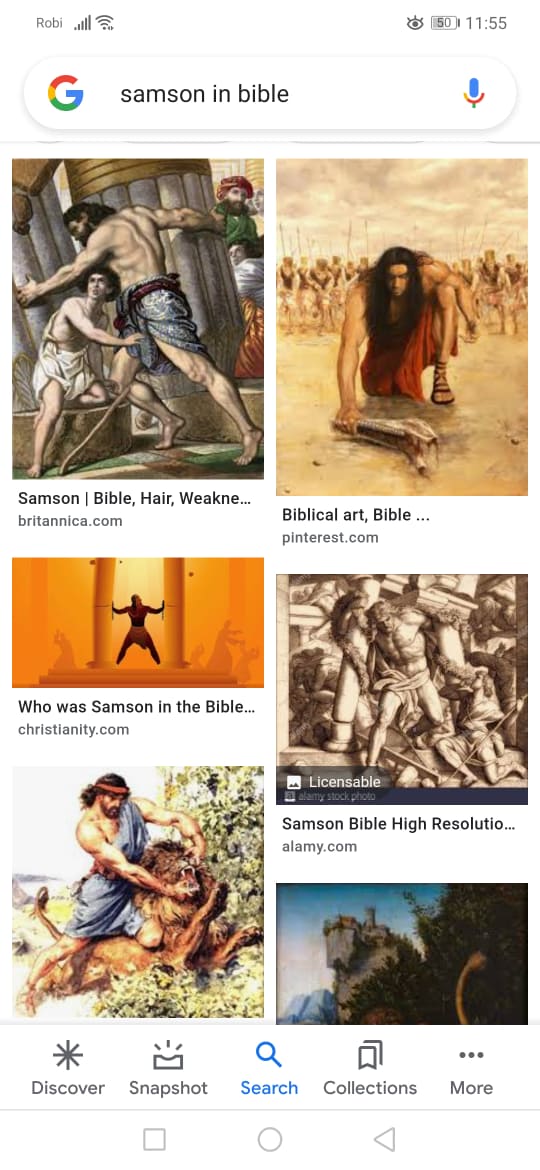 Robi
50 11:55
samson in bible
Samson | Bible, Hair, Weakne...
britannica.com
Biblical art, Bible ...
pinterest.com
Who was Samson in the Bible...
christianity.com
Licensable
a alamy stock photo
Samson Bible High Resolutio...
alamy.com
Discover
Snapshot
Search
Collections
More